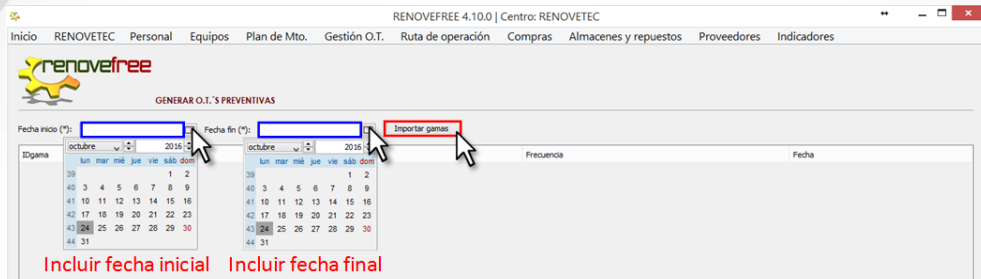 RENOVEFREE 4.10.0 | Centro: RENOVETEC
Inicio RENOVETEC Personal Equipos Plan de Mto. Gestión O.T. Ruta de operación Compras Almacenes y repuestos Proveedores Indicadores
renovefree
GENERAR O.T.´S PREVENTIVAS
Fecha inicio (*): Fecha fin (*): Importar gamas
IDgama Frecuencia Fecha
octubre 2016 octubre 2016
lun mar mié jue vie sáb dom lun mar mié jue vie sáb dom
39 1 2 39 1 2
40 3 4 5 6 7 8 9 40 3 4 5 6 7 8 9
41 10 11 12 13 14 15 16 41 10 11 12 13 14 15 16
42 17 18 19 20 21 22 23 42 17 18 19 20 21 22 23
43 24 25 26 27 28 29 30 43 24 25 26 27 28 29 30
44 31 44 31
Incluir fecha inicial Incluir fecha final